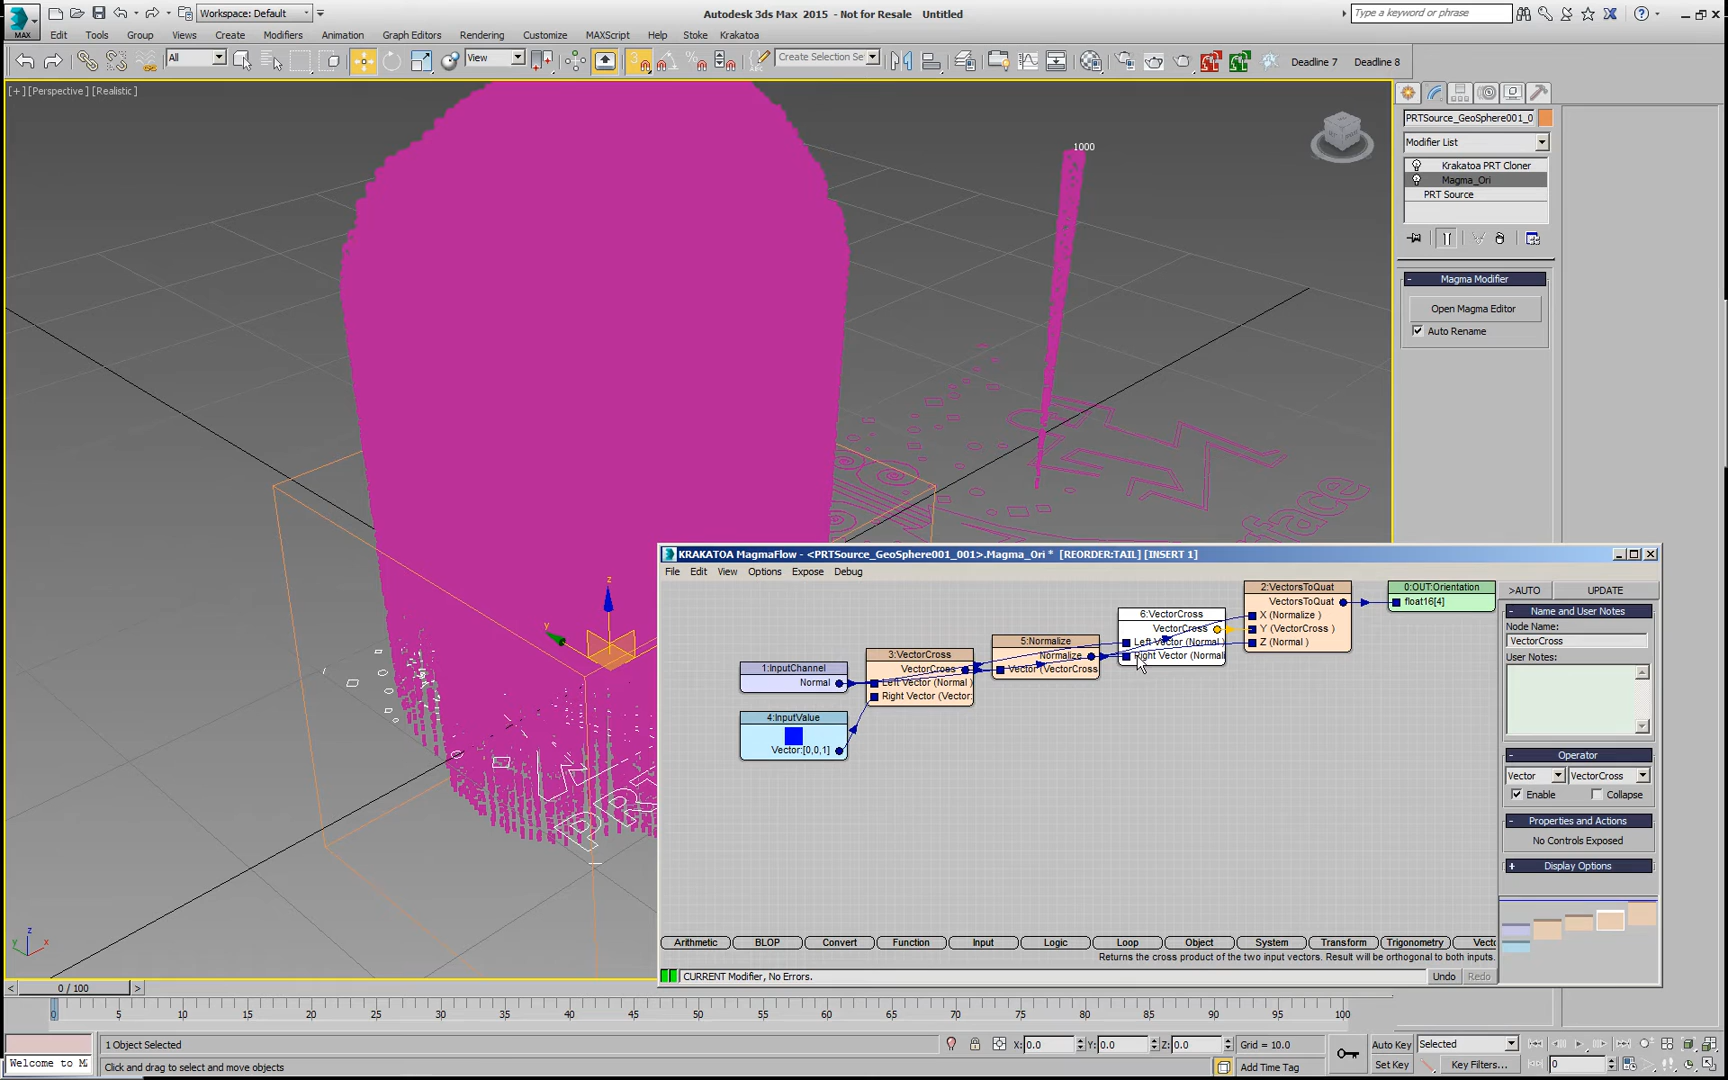 Workspace: Default
Autodesk 3ds Max 2015 - Not for Resale    Untitled
Type a keyword or phrase
MAX
Edit Tools Group Views Create Modifiers Animation Graph Editors Rendering Customize MAXScript Help Stoke Krakatoa
All
View
3
Create Selection Se
Deadline 7
Deadline 8
[+] [Perspective] [Realistic]
1000
PRTSource_GeoSphere001_0
Modifier List
Krakatoa PRT Cloner
Magma_Ori
PRT Source
Magma Modifier
Open Magma Editor
Auto Rename
z
y
KRAKATOA MagmaFlow - <PRTSource_GeoSphere001_001>.Magma_Ori * [REORDER:TAIL] [INSERT 1]
File Edit View Options Expose Debug
1:InputChannel
Normal
4:InputValue
Vector:[0,0,1]
3:VectorCross
VectorCross
Left Vector (Normal )
Right Vector (Vector:
5:Normalize
Normalize
Vector (VectorCross
6:VectorCross
VectorCross
Left Vector (Normal )
Right Vector (Normali
2:VectorsToQuat
VectorsToQuat
X (Normalize )
Y (VectorCross )
Z (Normal )
0:OUT:Orientation
float16[4]
>AUTO
UPDATE
Name and User Notes
Node Name:
VectorCross
User Notes:
Operator
Vector
VectorCross
Enable
Collapse
Properties and Actions
No Controls Exposed
Display Options
Arithmetic BLOP Convert Function Input Logic Loop Object System Transform Trigonometry Vecto
Returns the cross product of the two input vectors. Result will be orthogonal to both inputs.
CURRENT Modifier, No Errors.
Undo
Redo
z
y
x
< 0 / 100 >
0 5 10 15 20 25 30 35 40 45 50 55 60 65 70 75 80 85 90 95 100
1 Object Selected
X: 0.0
Y: 0.0
Z: 0.0
Grid = 10.0
Auto Key
Selected
Welcome to M
Click and drag to select and move objects
Add Time Tag
Set Key
Key Filters...
0